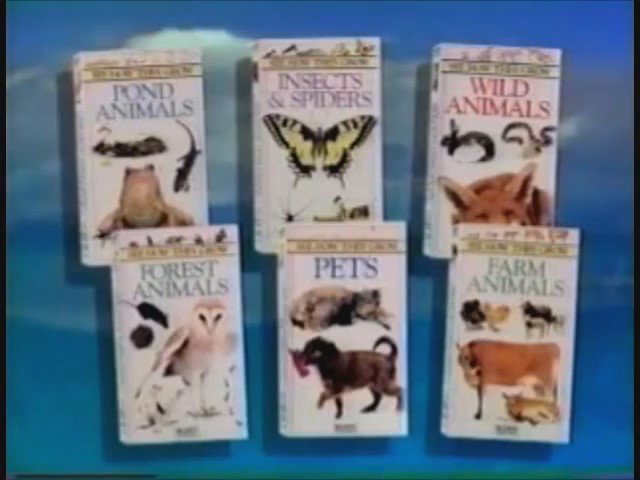 SEE HOW THEY GROW
POND
ANIMALS
SEE HOW THEY GROW
INSECTS
& SPIDERS
SEE HOW THEY GROW
WILD
ANIMALS
SEE HOW THEY GROW
FOREST
ANIMALS
SEE HOW THEY GROW
PETS
SEE HOW THEY GROW
FARM
ANIMALS